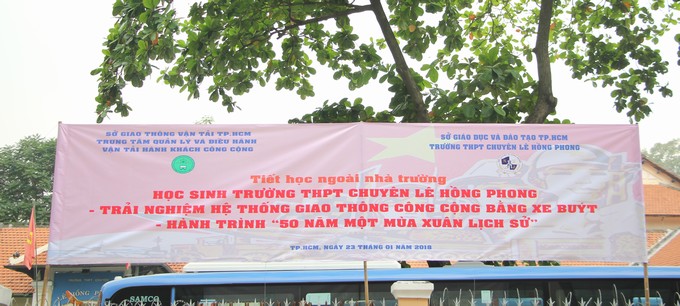 SỞ GIAO THÔNG VẬN TẢI TP.HCM
TRUNG TÂM QUẢN LÝ VÀ ĐIỀU HÀNH
VẬN TẢI HÀNH KHÁCH CÔNG CỘNG
SỞ GIÁO DỤC VÀ ĐÀO TẠO TP.HCM
TRƯỜNG THPT CHUYÊN LÊ HỒNG PHONG
Tiết học ngoài nhà trường
HỌC SINH TRƯỜNG THPT CHUYÊN LÊ HỒNG PHONG
- TRẢI NGHIỆM HỆ THỐNG GIAO THÔNG CÔNG CỘNG BẰNG XE BUÝT
- HÀNH TRÌNH “50 NĂM MỘT MÙA XUÂN LỊCH SỬ”
TP.HCM, NGÀY 23 THÁNG 01 NĂM 2018
SAMCO